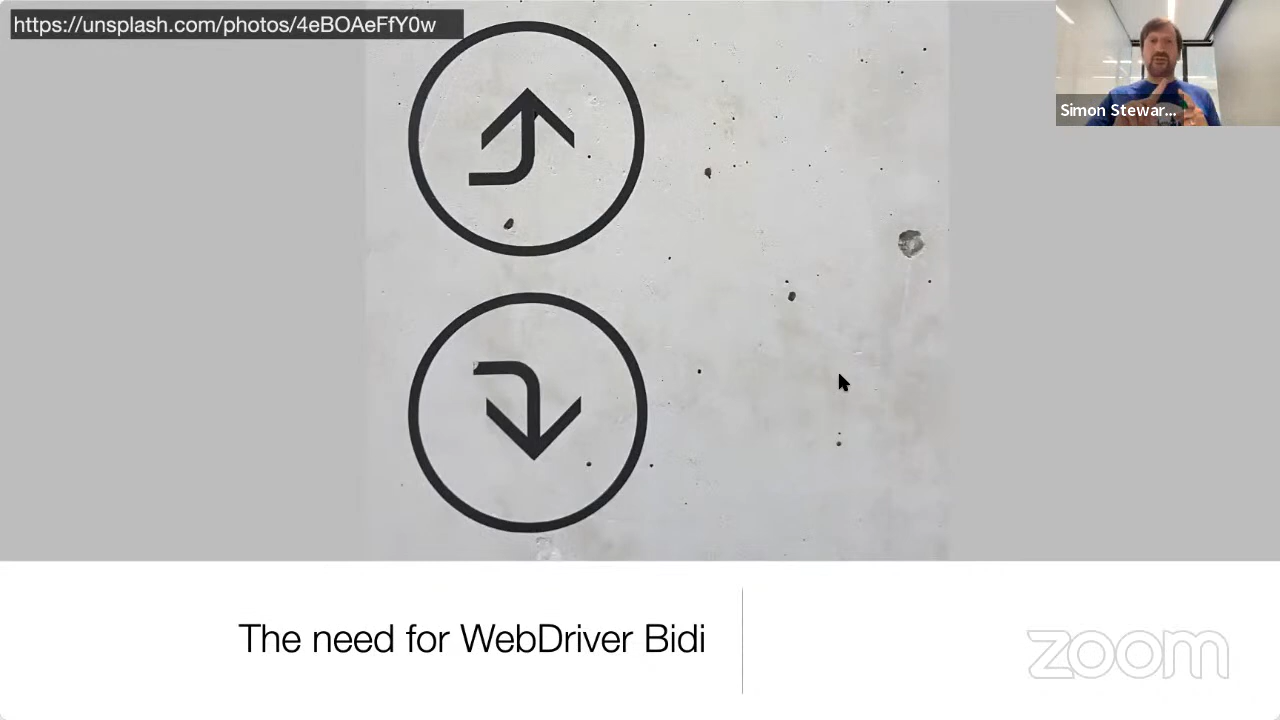 https://unsplash.com/photos/4eBOAeFfY0w
Simon Stewar...
The need for WebDriver Bidi
zoom